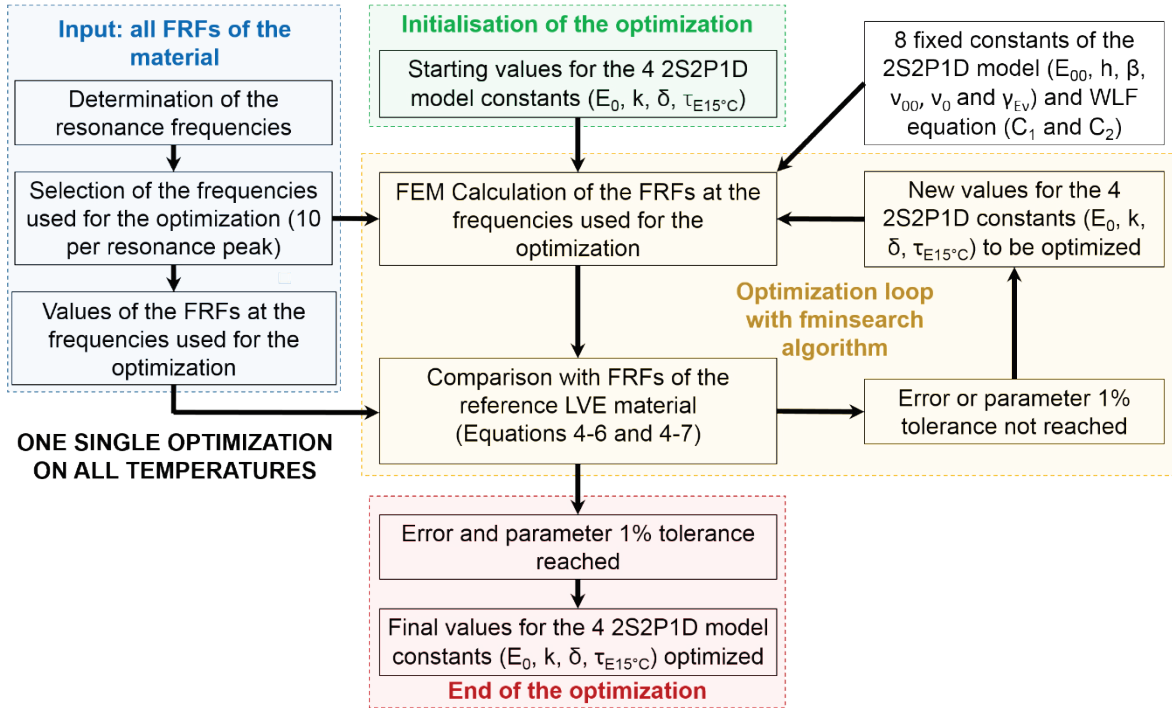 Input: all FRFs of the
material
Determination of the
resonance frequencies
Selection of the frequencies
used for the optimization (10
per resonance peak)
Values of the FRFs at the
frequencies used for the
optimization
ONE SINGLE OPTIMIZATION
ON ALL TEMPERATURES
Initialisation of the optimization
Starting values for the 4 2S2P1D
model constants (E₀, k, δ, τE15°C)
8 fixed constants of the
2S2P1D model (E₀₀, h, β,
ν₀₀, ν₀ and γEν) and WLF
equation (C₁ and C₂)
FEM Calculation of the FRFs at the
frequencies used for the
optimization
New values for the 4
2S2P1D constants (E₀, k,
δ, τE15°C) to be optimized
Optimization loop
with fminsearch
algorithm
Comparison with FRFs of the
reference LVE material
(Equations 4-6 and 4-7)
Error or parameter 1%
tolerance not reached
Error and parameter 1% tolerance
reached
Final values for the 4 2S2P1D model
constants (E₀, k, δ, τE15°C) optimized
End of the optimization